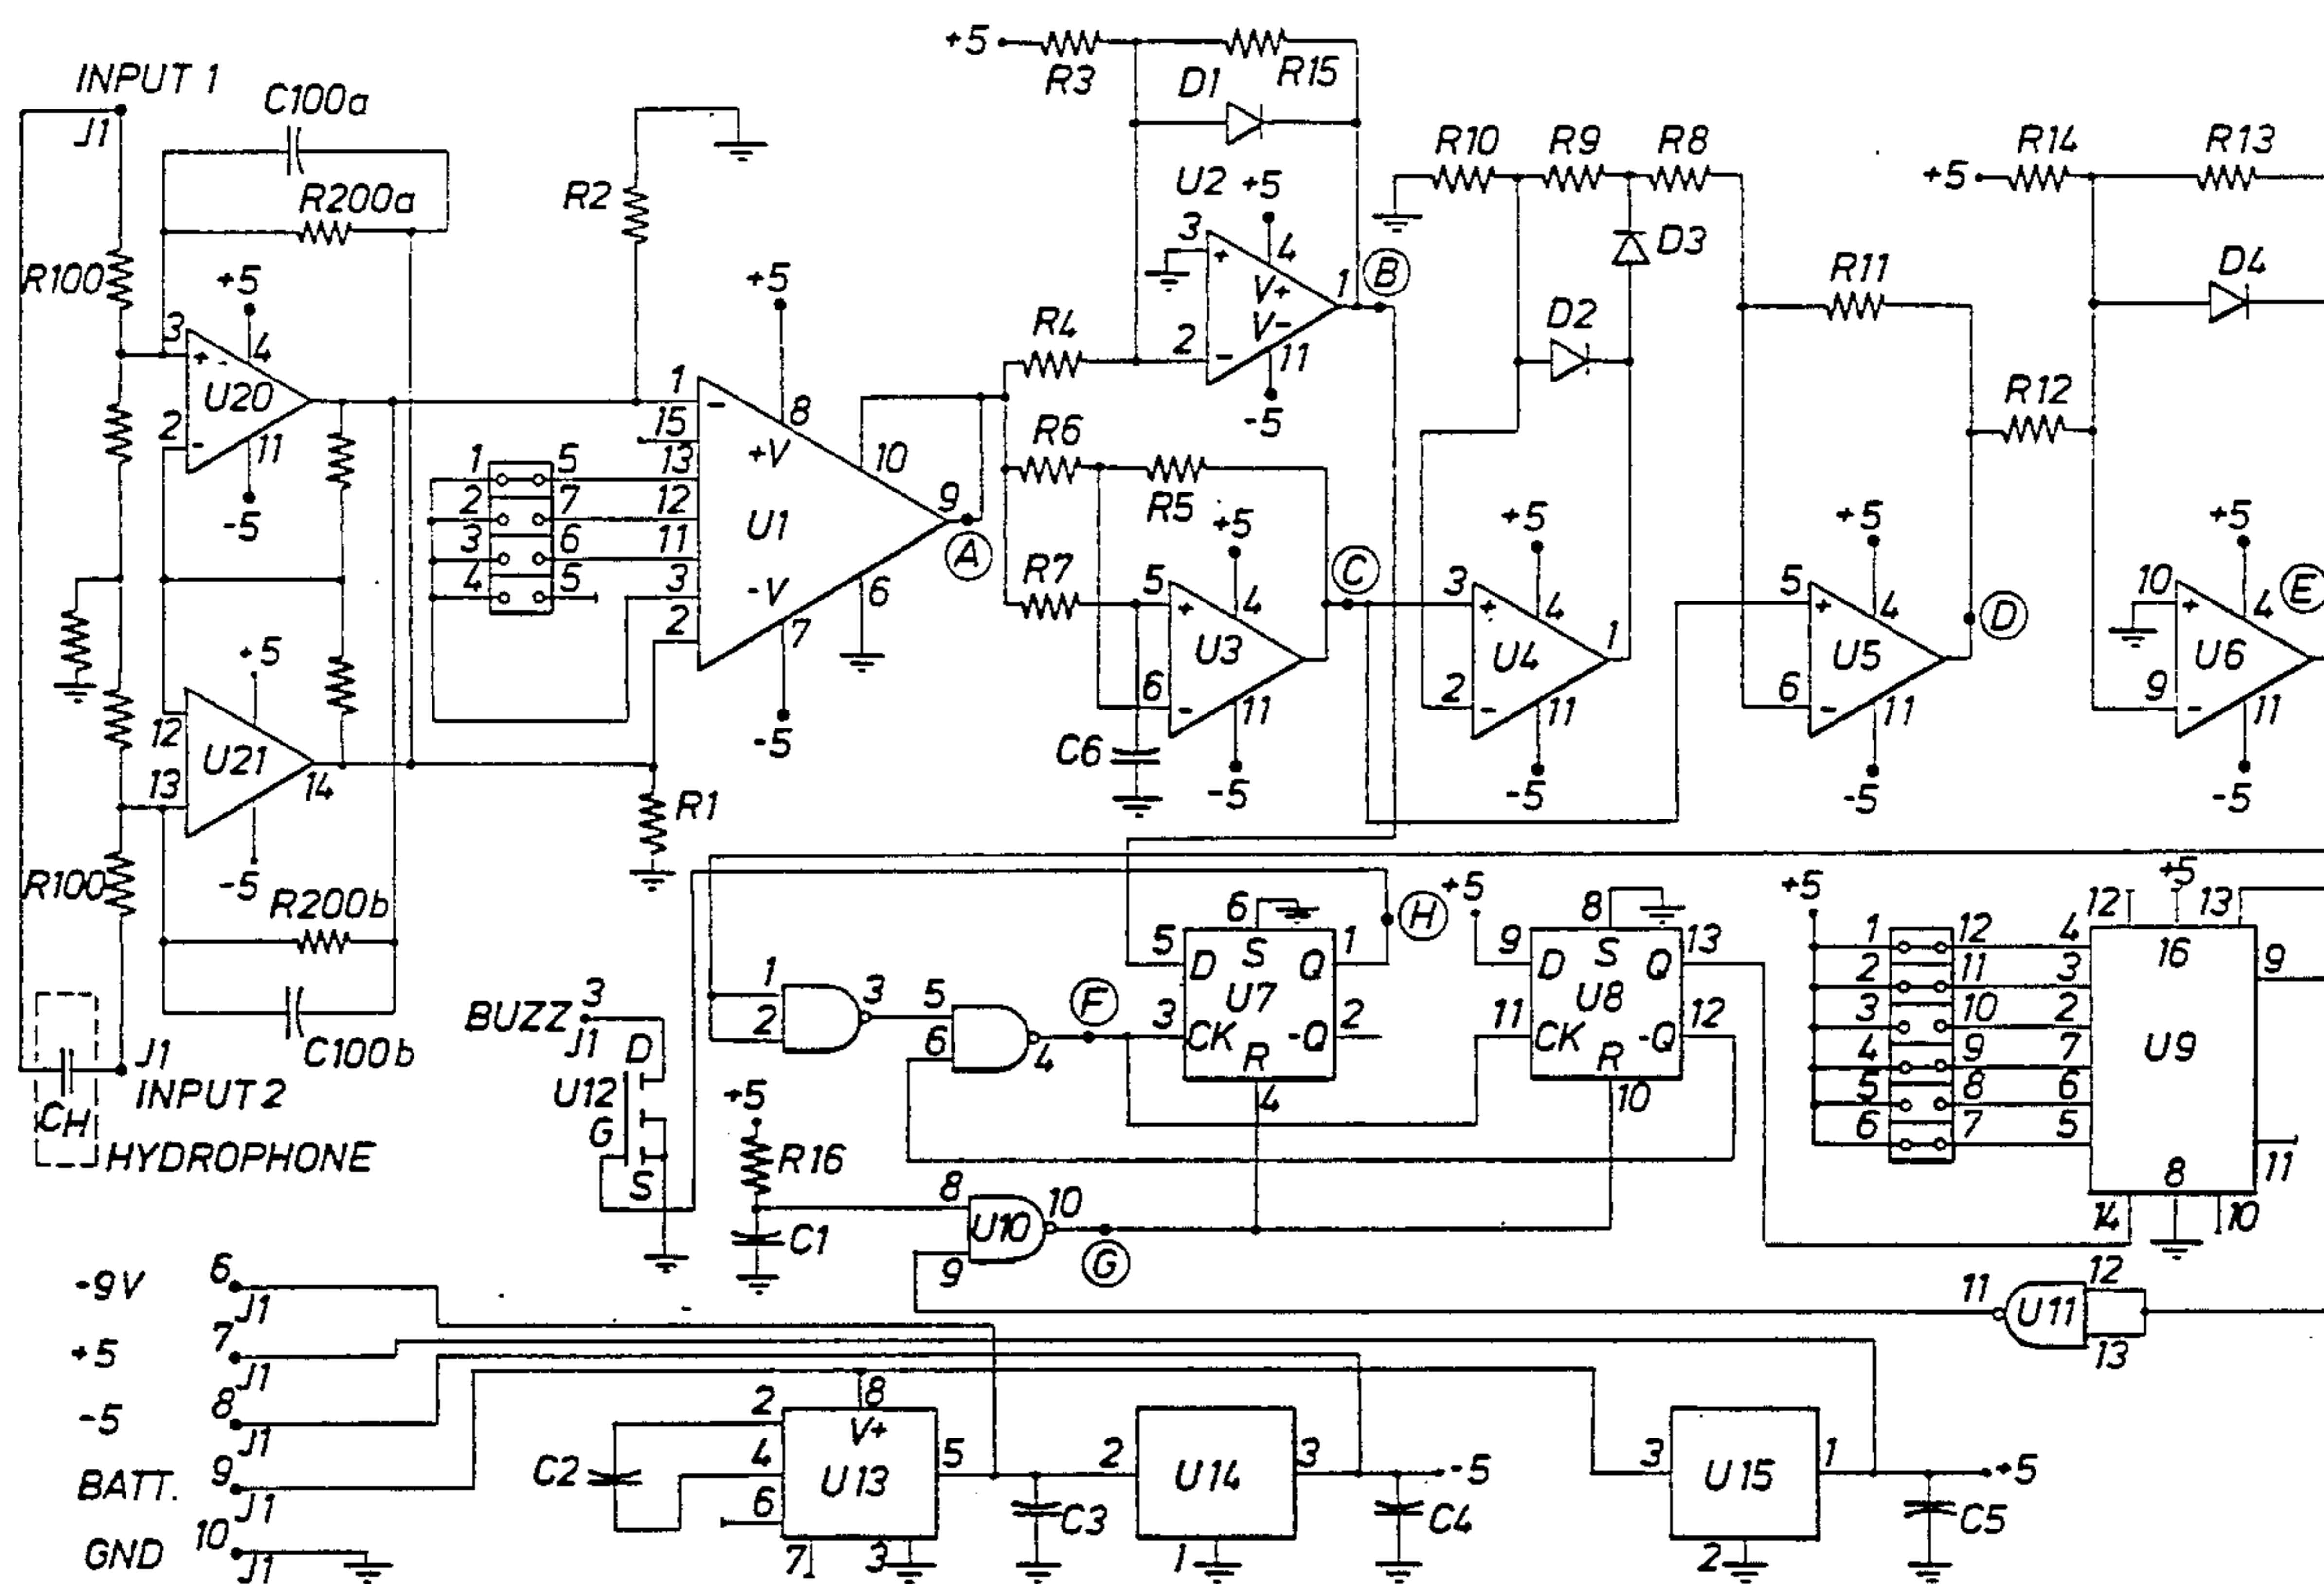 INPUT 1
J1
C100a
R200a
R100
+5
3
+
-
4
U20
2
-
11
-5
+5
12
U21
13
14
-5
R100
R200b
C100b
J1
INPUT 2
CH
HYDROPHONE
R2
R1
1 5
2 7
3 6
4 5
+5
1
-
15
8
+V
13
12
U1
11
3
-V
2
10
9
A
6
7
-5
+5
R3
R15
D1
U2 +5
3
+
4
V+
V-
1
B
2
-
11
-5
R4
R6
R5
R7
C6
+5
5
+
4
U3
6
-
11
-5
C
R10
R9
R8
D3
D2
+5
3
+
4
U4
1
2
-
11
-5
R11
+5
5
+
4
U5
6
-
11
-5
D
R12
R14
+5
R13
D4
+5
10
+
4
E
U6
9
-
11
-5
BUZZ
3
J1
D
U12
G
S
1
2
3
5
6
4
F
+5
R16
C1
8
U10
10
9
G
6
5
D
S
Q
1
U7
3
CK
-Q
2
R
4
H
+5
8
9
D
S
Q
13
U8
11
CK
-Q
12
R
10
+5
1 12 4
2 11 3
3 10 2
4 9 7
5 8 6
6 7 5
12
+5
13
16
9
U9
11
8
14
10
11
U11
12
13
-9V
6
J1
+5
7
J1
-5
8
J1
BATT.
9
J1
GND
10
J1
C2
2
8
V+
4
U13
5
6
7
3
C3
2
U14
3
1
-5
C4
3
U15
1
2
+5
C5